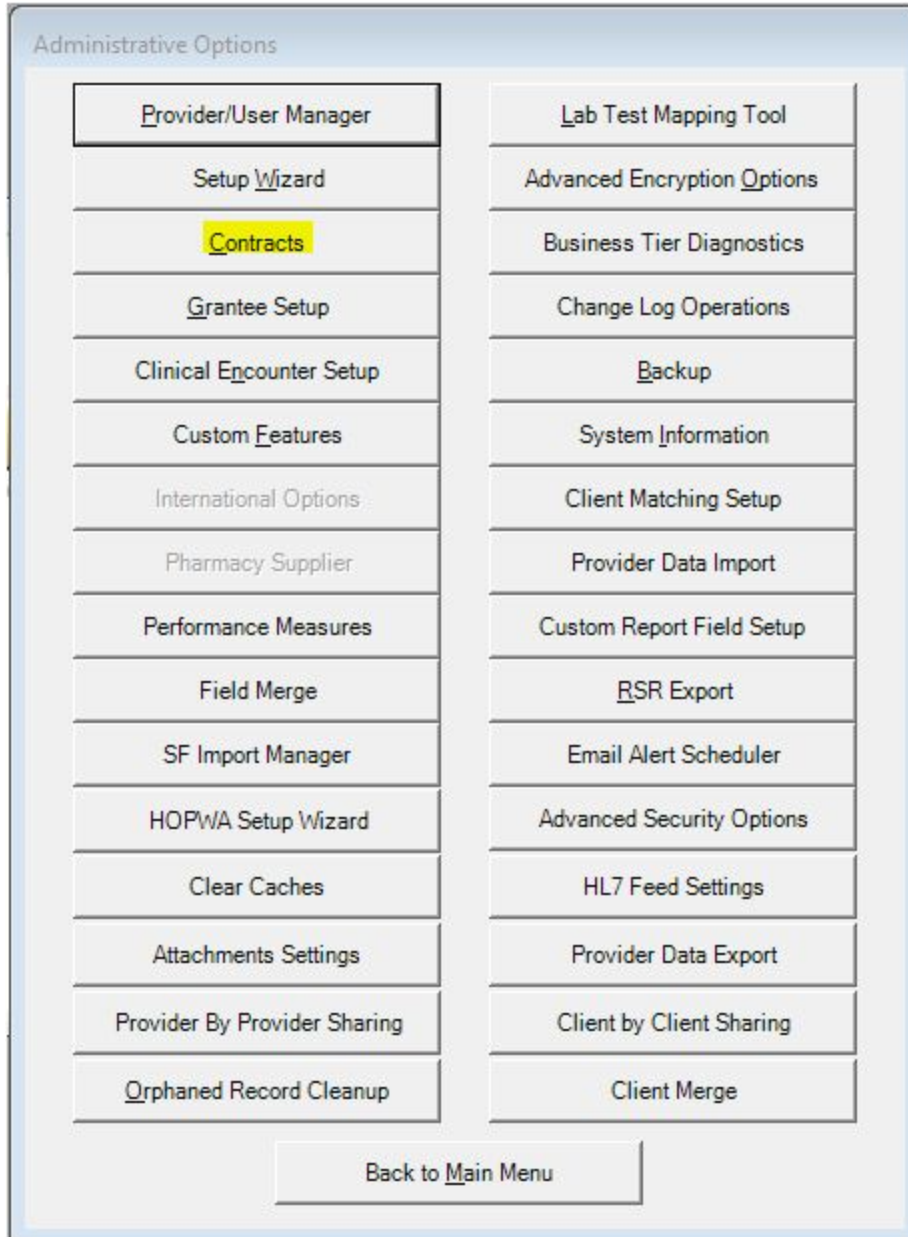 Administrative Options
Provider/User Manager
Lab Test Mapping Tool
Setup Wizard
Advanced Encryption Options
Contracts
Business Tier Diagnostics
Grantee Setup
Change Log Operations
Clinical Encounter Setup
Backup
Custom Features
System Information
International Options
Client Matching Setup
Pharmacy Supplier
Provider Data Import
Performance Measures
Custom Report Field Setup
Field Merge
RSR Export
SF Import Manager
Email Alert Scheduler
HOPWA Setup Wizard
Advanced Security Options
Clear Caches
HL7 Feed Settings
Attachments Settings
Provider Data Export
Provider By Provider Sharing
Client by Client Sharing
Orphaned Record Cleanup
Client Merge
Back to Main Menu